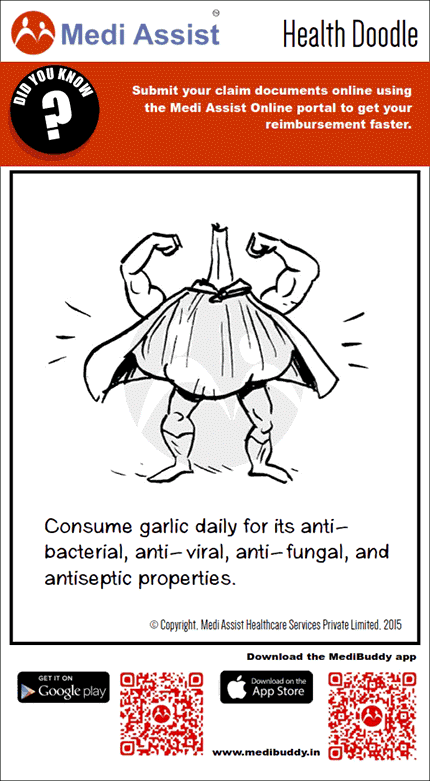 Medi Assist
Health Doodle
DID YOU KNOW
?
Submit your claim documents online using
the Medi Assist Online portal to get your
reimbursement faster.
Consume garlic daily for its anti-
bacterial, anti-viral, anti-fungal, and
antiseptic properties.
© Copyright. Medi Assist Healthcare Services Private Limited. 2015
Download the MediBuddy app
GET IT ON
Google play
Download on the
App Store
www.medibuddy.in